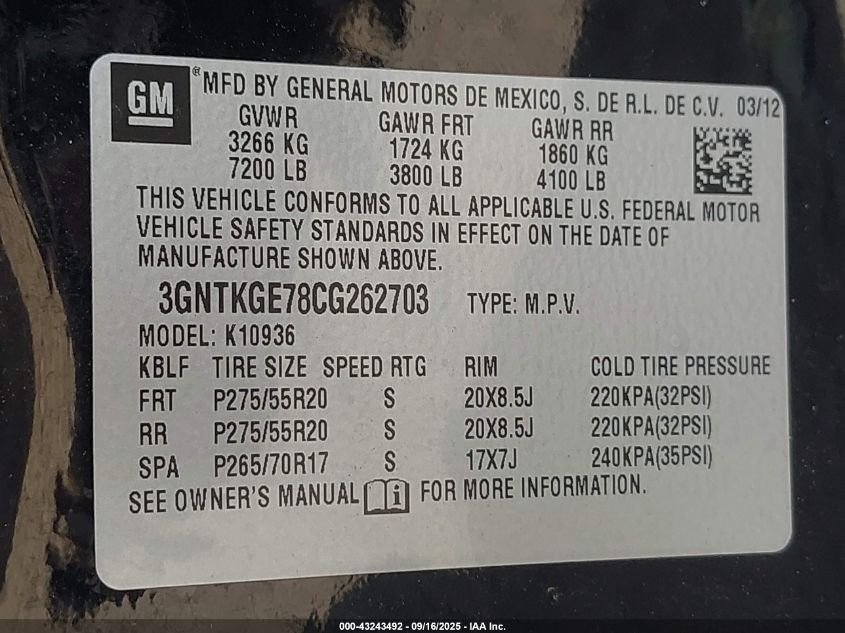 GM ® MFD BY GENERAL MOTORS DE MEXICO, S. DE R.L. DE C.V. 03/12
GVWR GAWR FRT GAWR RR
3266 KG 1724 KG 1860 KG
7200 LB 3800 LB 4100 LB
THIS VEHICLE CONFORMS TO ALL APPLICABLE U.S. FEDERAL MOTOR
VEHICLE SAFETY STANDARDS IN EFFECT ON THE DATE OF
MANUFACTURE SHOWN ABOVE.
3GNTKGE78CG262703 TYPE: M.P.V.
MODEL: K10936
KBLF TIRE SIZE SPEED RTG RIM COLD TIRE PRESSURE
FRT P275/55R20 S 20X8.5J 220KPA(32PSI)
RR P275/55R20 S 20X8.5J 220KPA(32PSI)
SPA P265/70R17 S 17X7J 240KPA(35PSI)
SEE OWNER'S MANUAL i FOR MORE INFORMATION.
000-43243492 - 09/16/2025 - IAA Inc.